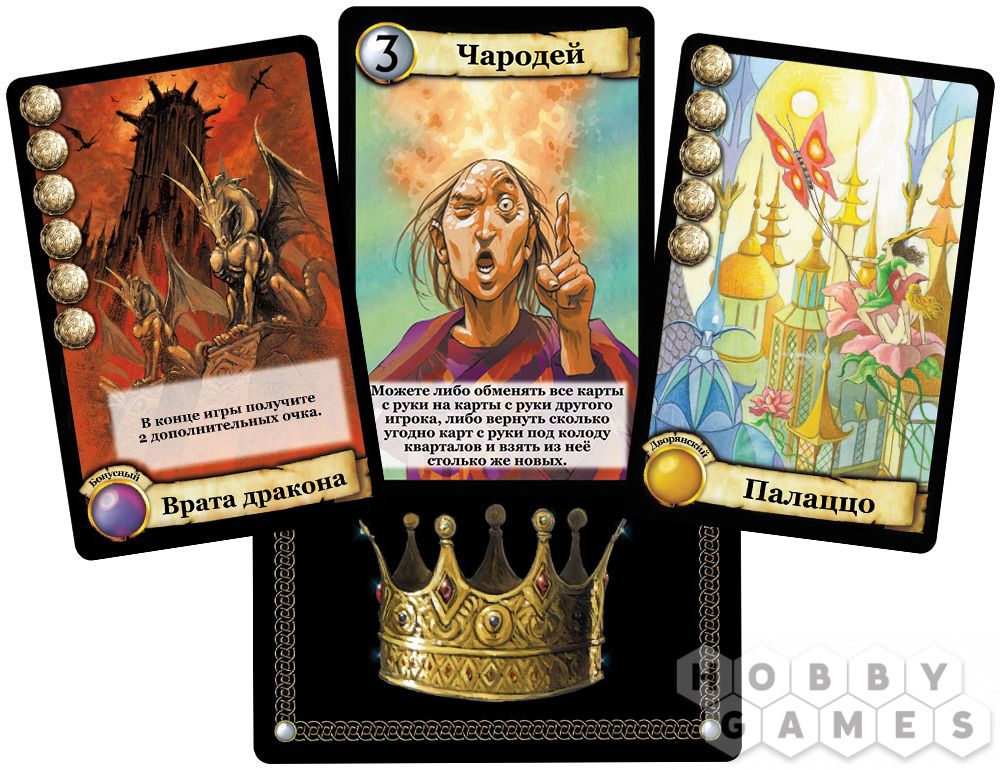 В конце игры получите
2 дополнительных очка.
Бонусный
Врата дракона
3
Чародей
Можете либо обменять все карты
с руки на карты с руки другого
игрока, либо вернуть сколько
угодно карт с руки под колоду
кварталов и взять из неё
столько же новых.
Дворянский
Палаццо
HOBBY
GAMES